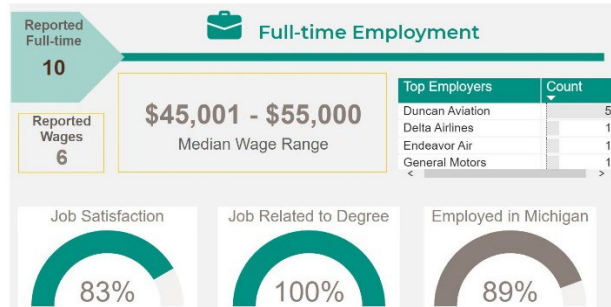 Reported
Full-time
10
Full-time Employment
Reported
Wages
6
$45,001 - $55,000
Median Wage Range
Top Employers Count
Duncan Aviation 5
Delta Airlines 1
Endeavor Air 1
General Motors 1
Job Satisfaction
83%
Job Related to Degree
100%
Employed in Michigan
89%